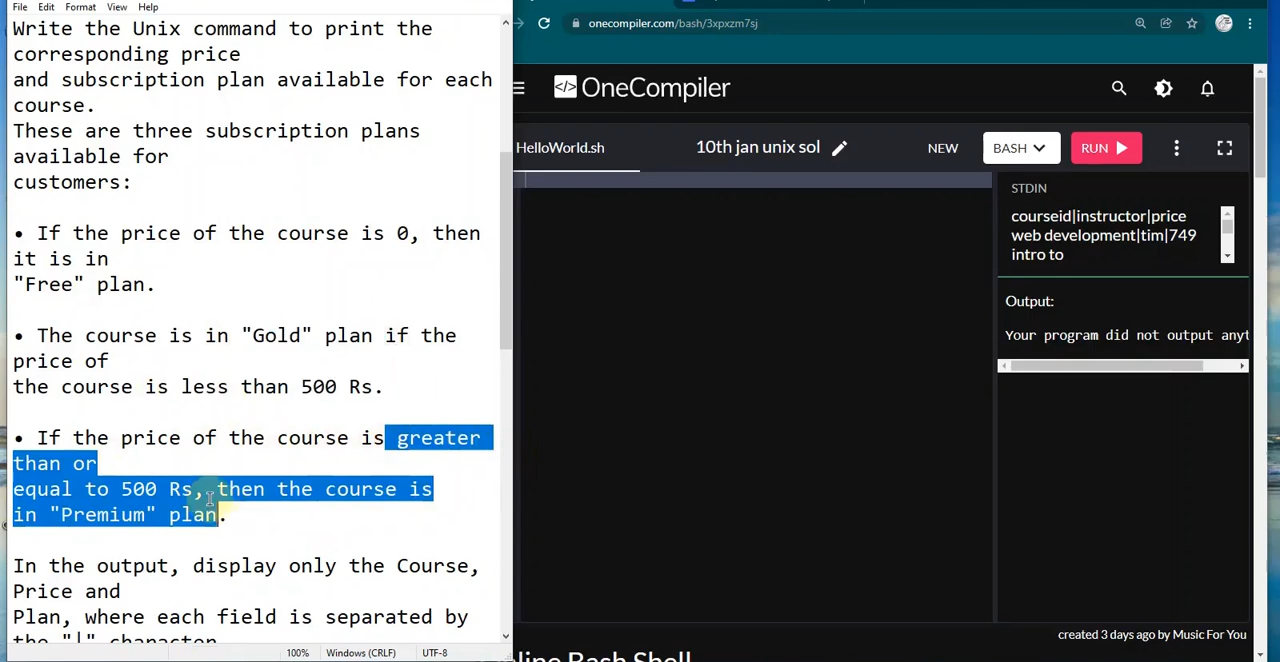 File Edit Format View Help
Write the Unix command to print the
corresponding price
and subscription plan available for each
course.
These are three subscription plans
available for
customers:
• If the price of the course is 0, then
it is in
"Free" plan.
• The course is in "Gold" plan if the
price of
the course is less than 500 Rs.
• If the price of the course is greater
than or
equal to 500 Rs, then the course is
in "Premium" plan.
In the output, display only the Course,
Price and
Plan, where each field is separated by
the "|" character
100% Windows (CRLF) UTF-8
onecompiler.com/bash/3xpxzm7sj
</> OneCompiler
HelloWorld.sh 10th jan unix sol NEW BASH RUN
STDIN
courseid|instructor|price
web development|tim|749
intro to
Output:
Your program did not output anyt
created 3 days ago by Music For You
nline Bash Shell